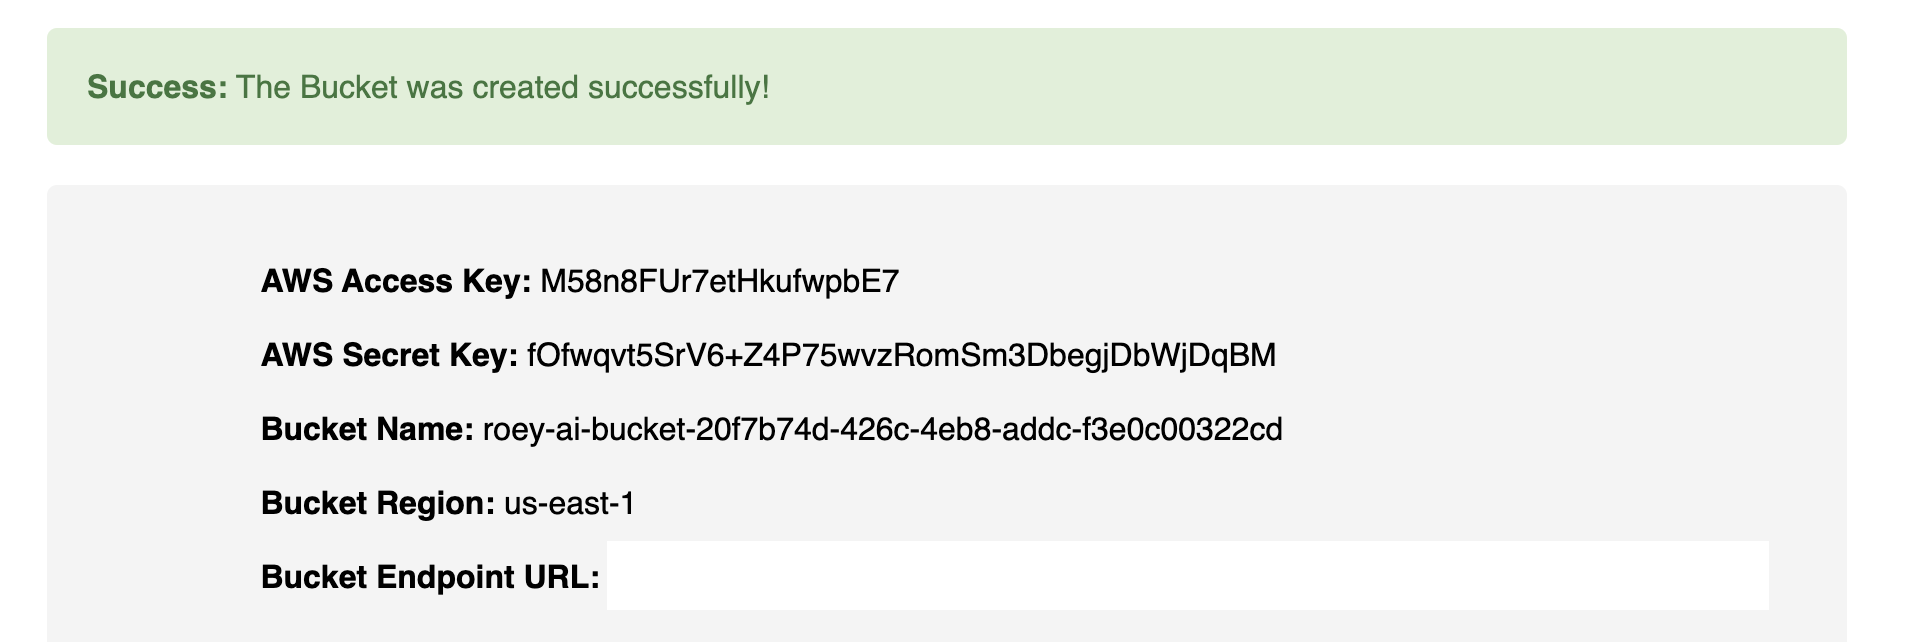 Success: The Bucket was created successfully!
AWS Access Key: M58n8FUr7etHkufwpbE7
AWS Secret Key: fOfwqvt5SrV6+Z4P75wvzRomSm3DbegjDbWjDqBM
Bucket Name: roey-ai-bucket-20f7b74d-426c-4eb8-addc-f3e0c00322cd
Bucket Region: us-east-1
Bucket Endpoint URL: